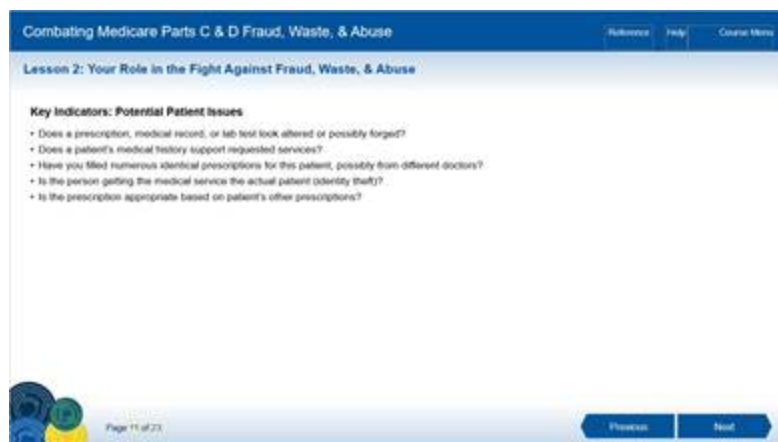 Combating Medicare Parts C & D Fraud, Waste, & Abuse
Reference Help Course Menu
Lesson 2: Your Role in the Fight Against Fraud, Waste, & Abuse
Key Indicators: Potential Patient Issues
• Does a prescription, medical record, or lab test look altered or possibly forged?
• Does a patient's medical history support requested services?
• Have you filled numerous identical prescriptions for this patient, possibly from different doctors?
• Is the person getting the medical service the actual patient (identity theft)?
• Is the prescription appropriate based on patient's other prescriptions?
Page 11 of 23
Previous Next